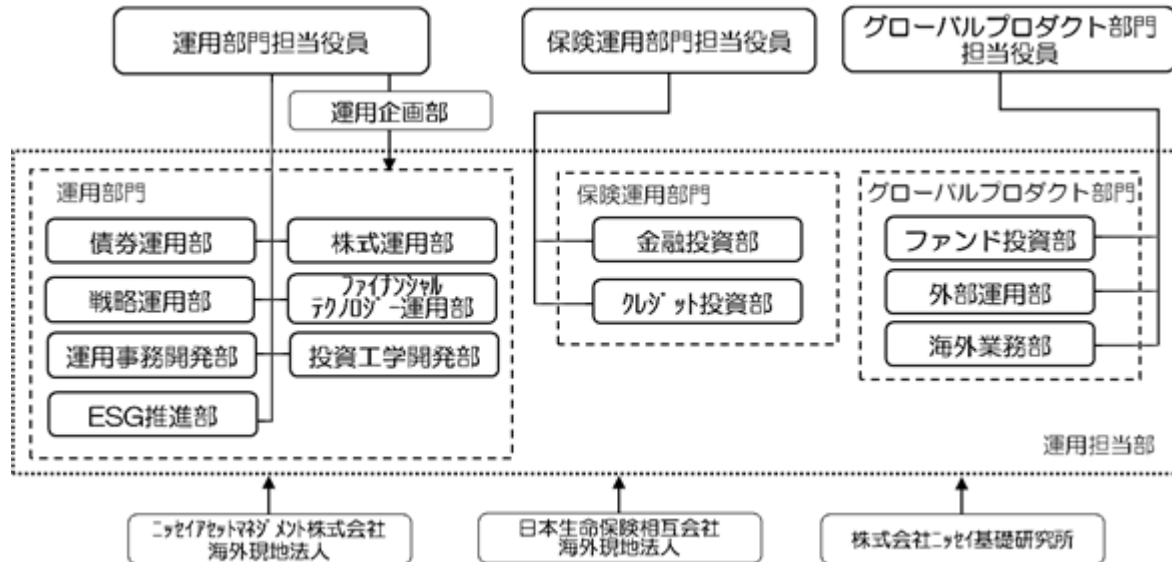 運用部門担当役員
保険運用部門担当役員
グローバルプロダクト部門
担当役員
運用企画部
運用部門
債券運用部
株式運用部
戦略運用部
ファイナンシャル
テクノロジー運用部
運用事務開発部
投資工学開発部
ESG推進部
保険運用部門
金融投資部
クレジット投資部
グローバルプロダクト部門
ファンド投資部
外部運用部
海外業務部
運用担当部
ニッセイアセットマネジメント株式会社
海外現地法人
日本生命保険相互会社
海外現地法人
株式会社ニッセイ基礎研究所